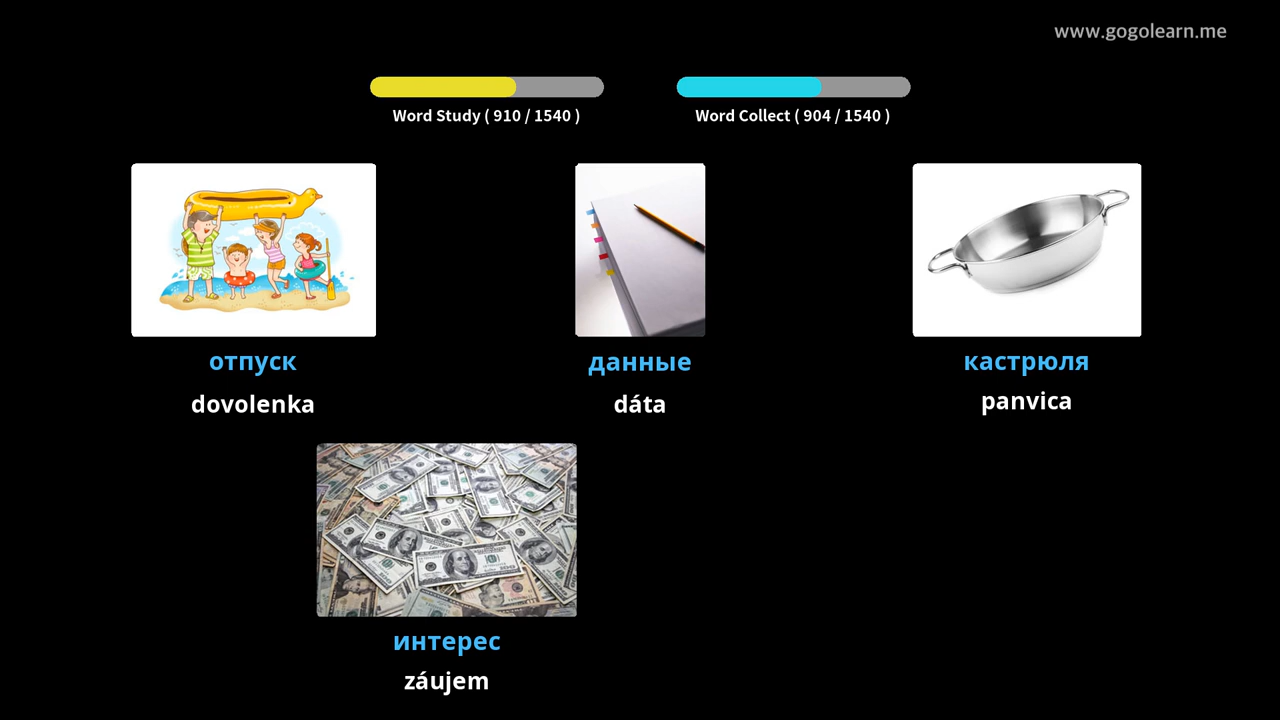 www.gogolearn.me
Word Study ( 910 / 1540 )
Word Collect ( 904 / 1540 )
отпуск
данные
кастрюля
dovolenka
dáta
panvica
интерес
záujem